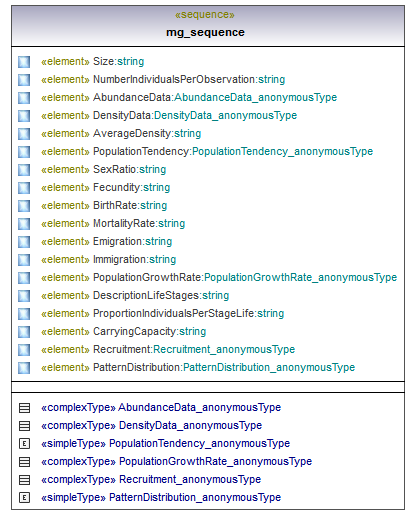 «sequence»
mg_sequence
«element» Size:string
«element» NumberIndividualsPerObservation:string
«element» AbundanceData:AbundanceData_anonymousType
«element» DensityData:DensityData_anonymousType
«element» AverageDensity:string
«element» PopulationTendency:PopulationTendency_anonymousType
«element» SexRatio:string
«element» Fecundity:string
«element» BirthRate:string
«element» MortalityRate:string
«element» Emigration:string
«element» Immigration:string
«element» PopulationGrowthRate:PopulationGrowthRate_anonymousType
«element» DescriptionLifeStages:string
«element» ProportionIndividualsPerStageLife:string
«element» CarryingCapacity:string
«element» Recruitment:Recruitment_anonymousType
«element» PatternDistribution:PatternDistribution_anonymousType
«complexType» AbundanceData_anonymousType
«complexType» DensityData_anonymousType
E «simpleType» PopulationTendency_anonymousType
«complexType» PopulationGrowthRate_anonymousType
«complexType» Recruitment_anonymousType
E «simpleType» PatternDistribution_anonymousType